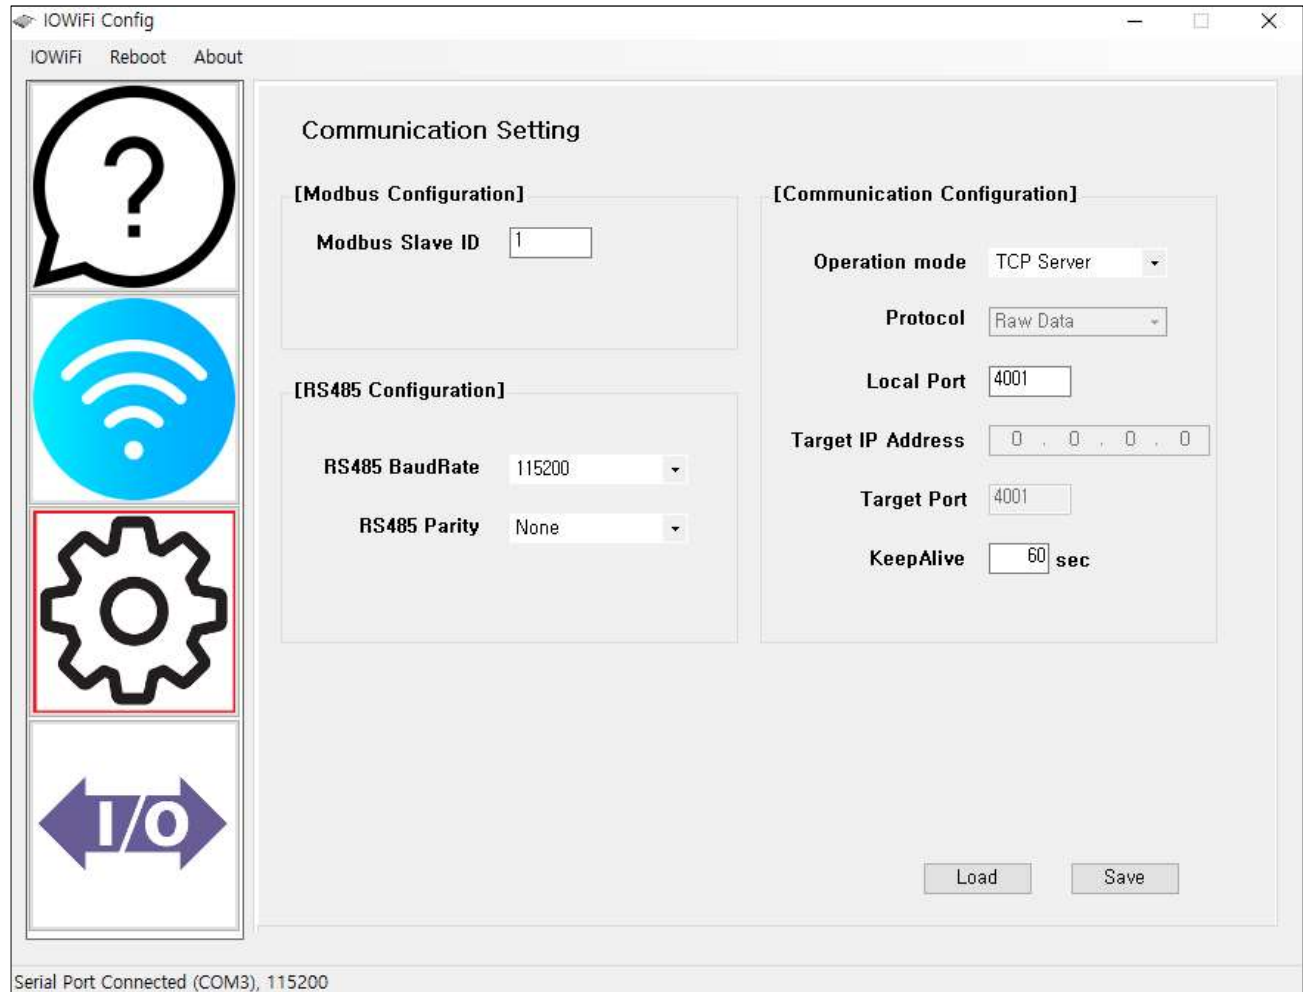 IOWiFi Config
IOWiFi Reboot About
?
Communication Setting
[Modbus Configuration]
Modbus Slave ID 1
[RS485 Configuration]
RS485 BaudRate 115200
RS485 Parity None
[Communication Configuration]
Operation mode TCP Server
Protocol Raw Data
Local Port 4001
Target IP Address 0 . 0 . 0 . 0
Target Port 4001
KeepAlive 60 sec
I/O
Load Save
Serial Port Connected (COM3), 115200